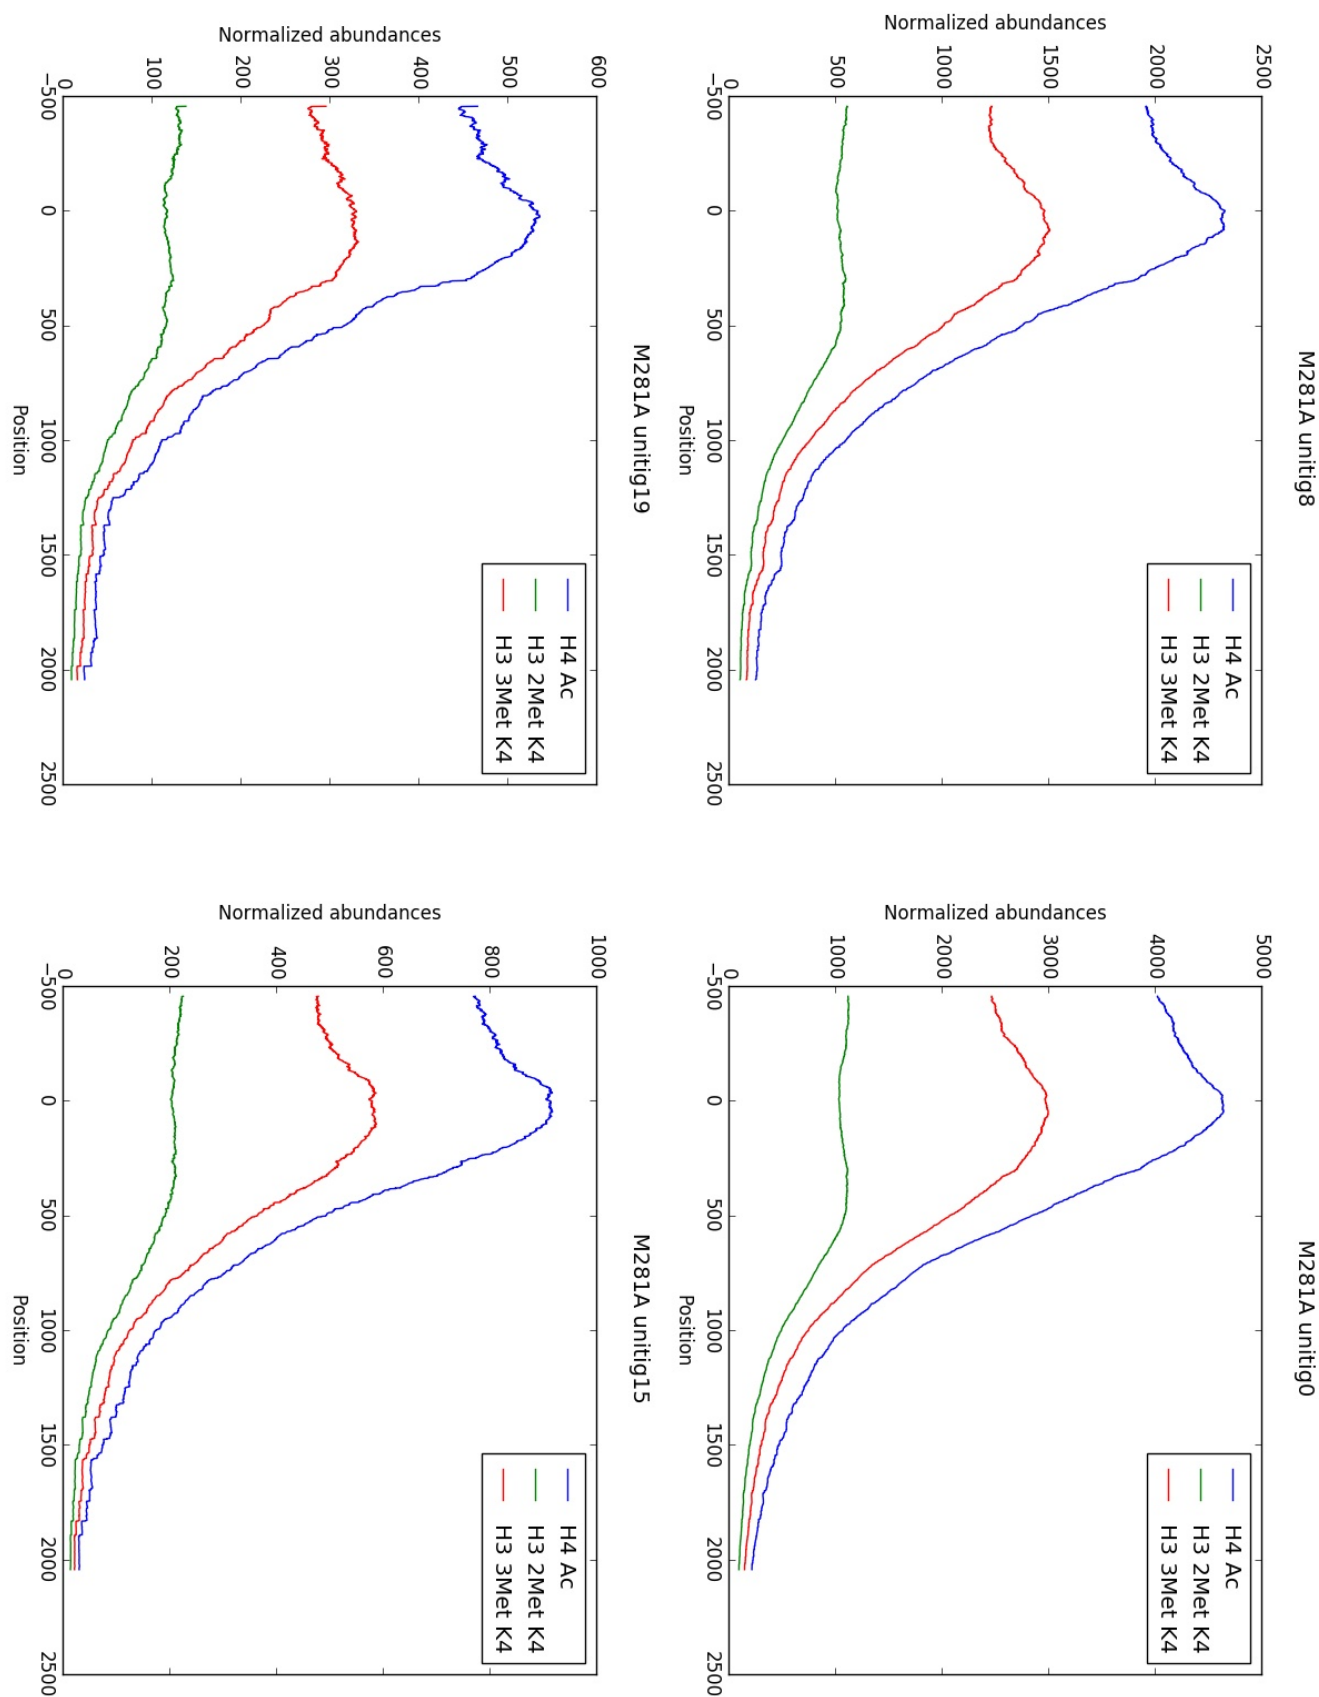 M281A unitig8
Normalized abundances
2500
2000
1500
1000
500
0
H4 Ac
H3 2Met K4
H3 3Met K4
−500 0 500 1000 1500 2000 2500
Position
M281A unitig0
Normalized abundances
5000
4000
3000
2000
1000
0
H4 Ac
H3 2Met K4
H3 3Met K4
−500 0 500 1000 1500 2000 2500
Position
M281A unitig19
Normalized abundances
600
500
400
300
200
100
0
H4 Ac
H3 2Met K4
H3 3Met K4
−500 0 500 1000 1500 2000 2500
Position
M281A unitig15
Normalized abundances
1000
800
600
400
200
0
H4 Ac
H3 2Met K4
H3 3Met K4
−500 0 500 1000 1500 2000 2500
Position